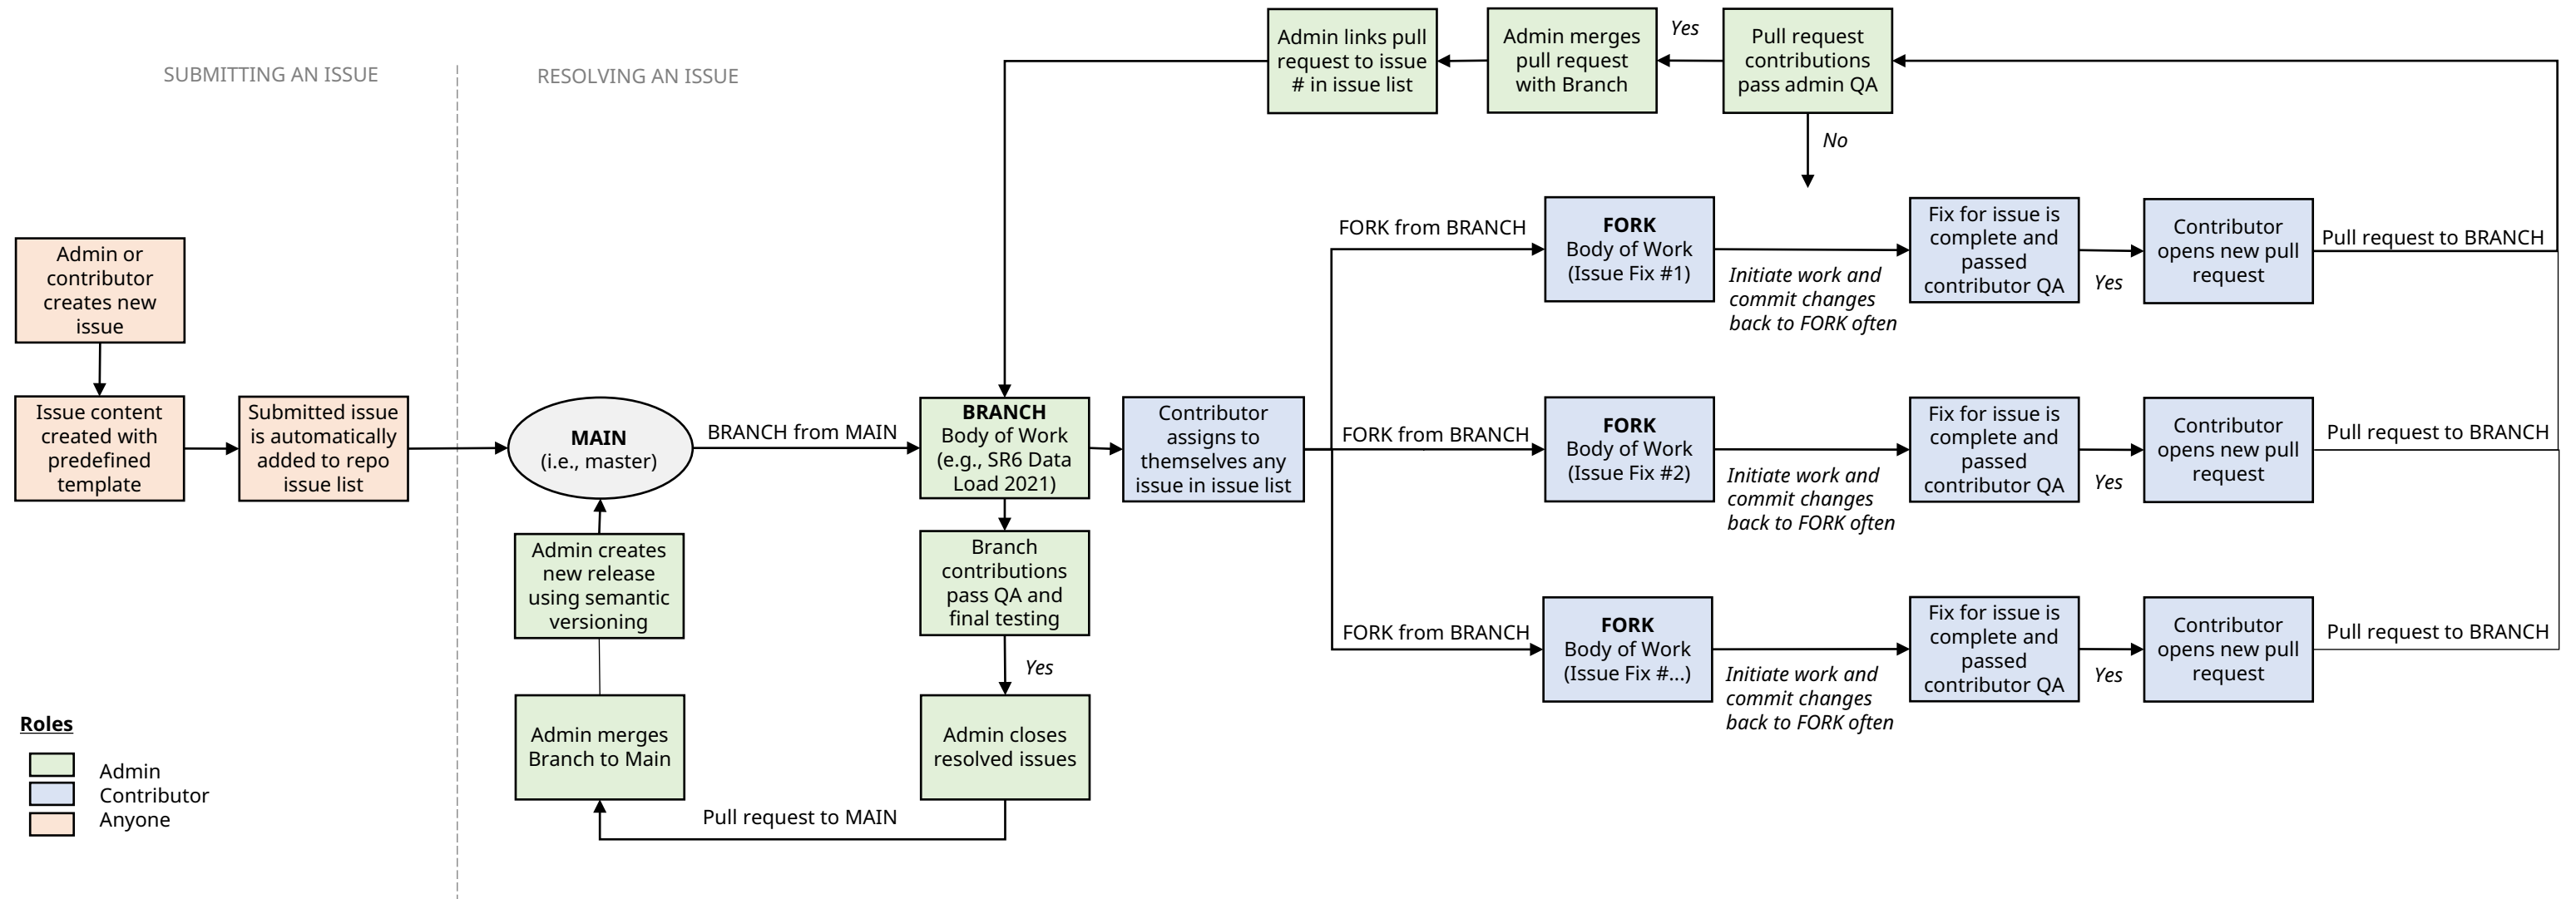 SUBMITTING AN ISSUE
RESOLVING AN ISSUE
Admin links pull
request to issue
# in issue list
Admin merges
pull request
with Branch
Yes
Pull request
contributions
pass admin QA
No
Admin or
contributor
creates new
issue
Issue content
created with
predefined
template
Submitted issue
is automatically
added to repo
issue list
MAIN
(i.e., master)
BRANCH from MAIN
BRANCH
Body of Work
(e.g., SR6 Data
Load 2021)
Contributor
assigns to
themselves any
issue in issue list
FORK from BRANCH
FORK
Body of Work
(Issue Fix #1)
Initiate work and
commit changes
back to FORK often
Fix for issue is
complete and
passed
contributor QA
Yes
Contributor
opens new pull
request
Pull request to BRANCH
FORK from BRANCH
FORK
Body of Work
(Issue Fix #2)
Initiate work and
commit changes
back to FORK often
Fix for issue is
complete and
passed
contributor QA
Yes
Contributor
opens new pull
request
Pull request to BRANCH
FORK from BRANCH
FORK
Body of Work
(Issue Fix #...)
Initiate work and
commit changes
back to FORK often
Fix for issue is
complete and
passed
contributor QA
Yes
Contributor
opens new pull
request
Pull request to BRANCH
Branch
contributions
pass QA and
final testing
Yes
Admin closes
resolved issues
Pull request to MAIN
Admin merges
Branch to Main
Admin creates
new release
using semantic
versioning
Roles
Admin
Contributor
Anyone